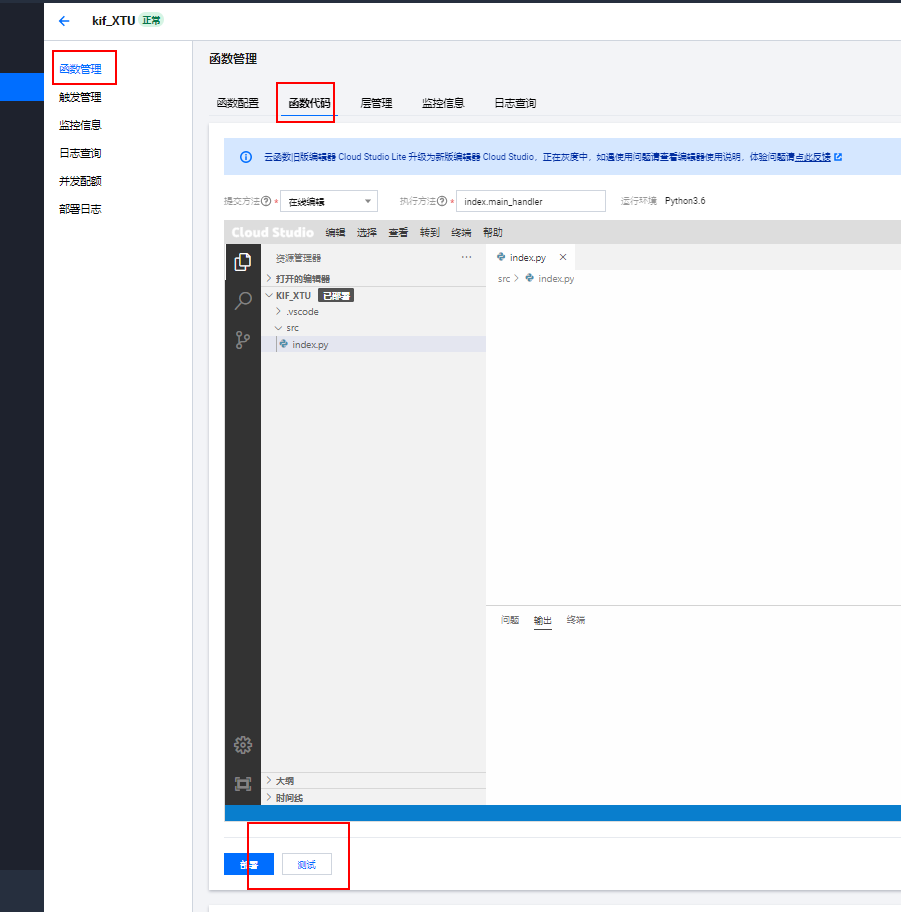 kif_XTU 正常
函数管理
触发管理
监控信息
日志查询
并发配额
部署日志
函数管理
函数配置 函数代码 层管理 监控信息 日志查询
云函数旧版编辑器 Cloud Studio Lite 升级为新版编辑器 Cloud Studio，正在灰度中，如遇使用问题请查看编辑器使用说明，体验问题请点此反馈
提交方法 * 在线编辑 执行方法 * index.main_handler 运行环境 Python3.6
Cloud Studio 编辑 选择 查看 转到 终端 帮助
资源管理器 ···
打开的编辑器
KIF_XTU 已部署
.vscode
src
index.py
大纲
时间线
index.py
src > index.py
问题 输出 终端
部署 测试